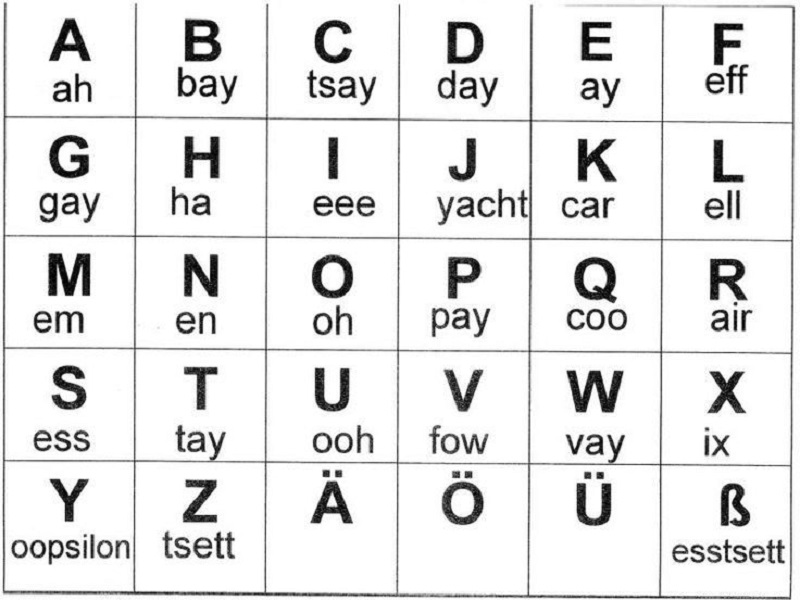 A B C D E F
ah bay tsay day ay eff
G H I J K L
gay ha eee yacht car ell
M N O P Q R
em en oh pay coo air
S T U V W X
ess tay ooh fow vay ix
Y Z Ä Ö Ü ß
oopsilon tsett esstsett